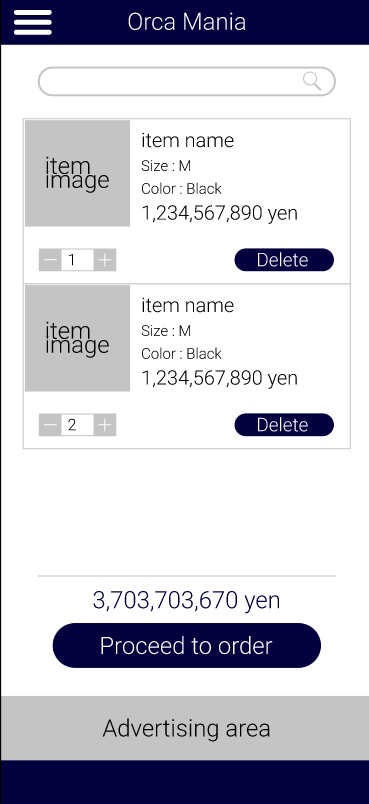 Orca Mania
item
image
item name
Size : M
Color : Black
1,234,567,890 yen
1
Delete
item
image
item name
Size : M
Color : Black
1,234,567,890 yen
2
Delete
3,703,703,670 yen
Proceed to order
Advertising area